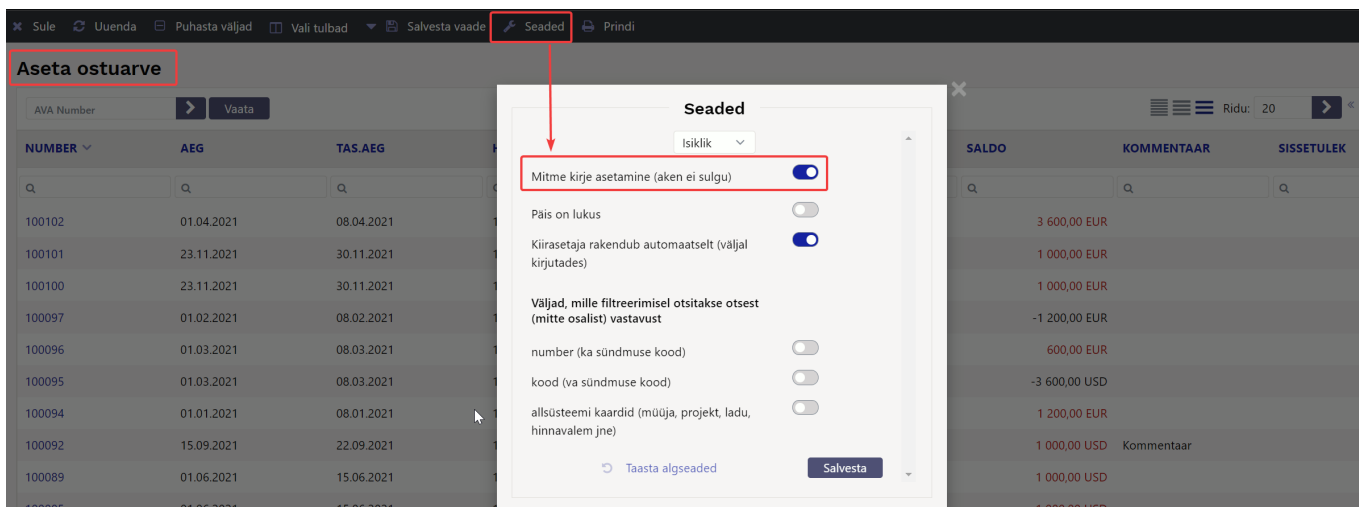 Sule Uuenda Puhasta väljad Vali tulbad Salvesta vaade Seaded Prindi
Aseta ostuarve
AVA Number Vaata Ridu: 20
NUMBER AEG TAS.AEG SALDO KOMMENTAAR SISSETULEK
100102 01.04.2021 08.04.2021 3 600,00 EUR
100101 23.11.2021 30.11.2021 1 000,00 EUR
100100 23.11.2021 30.11.2021 1 000,00 EUR
100097 01.02.2021 08.02.2021 -1 200,00 EUR
100096 01.03.2021 08.03.2021 600,00 EUR
100095 01.03.2021 08.03.2021 -3 600,00 USD
100094 01.01.2021 08.01.2021 1 200,00 EUR
100092 15.09.2021 22.09.2021 1 000,00 USD Kommentaar
100089 01.06.2021 15.06.2021 1 000,00 USD
Seaded
Isiklik
Mitme kirje asetamine (aken ei sulgu)
Päis on lukus
Kiirasetaja rakendub automaatselt (väljal
kirjutades)
Väljad, mille filtreerimisel otsitakse otsest
(mitte osalist) vastavust
number (ka sündmuse kood)
kood (va sündmuse kood)
allsüsteemi kaardid (müüja, projekt, ladu,
hinnavalem jne)
Taasta algseaded Salvesta